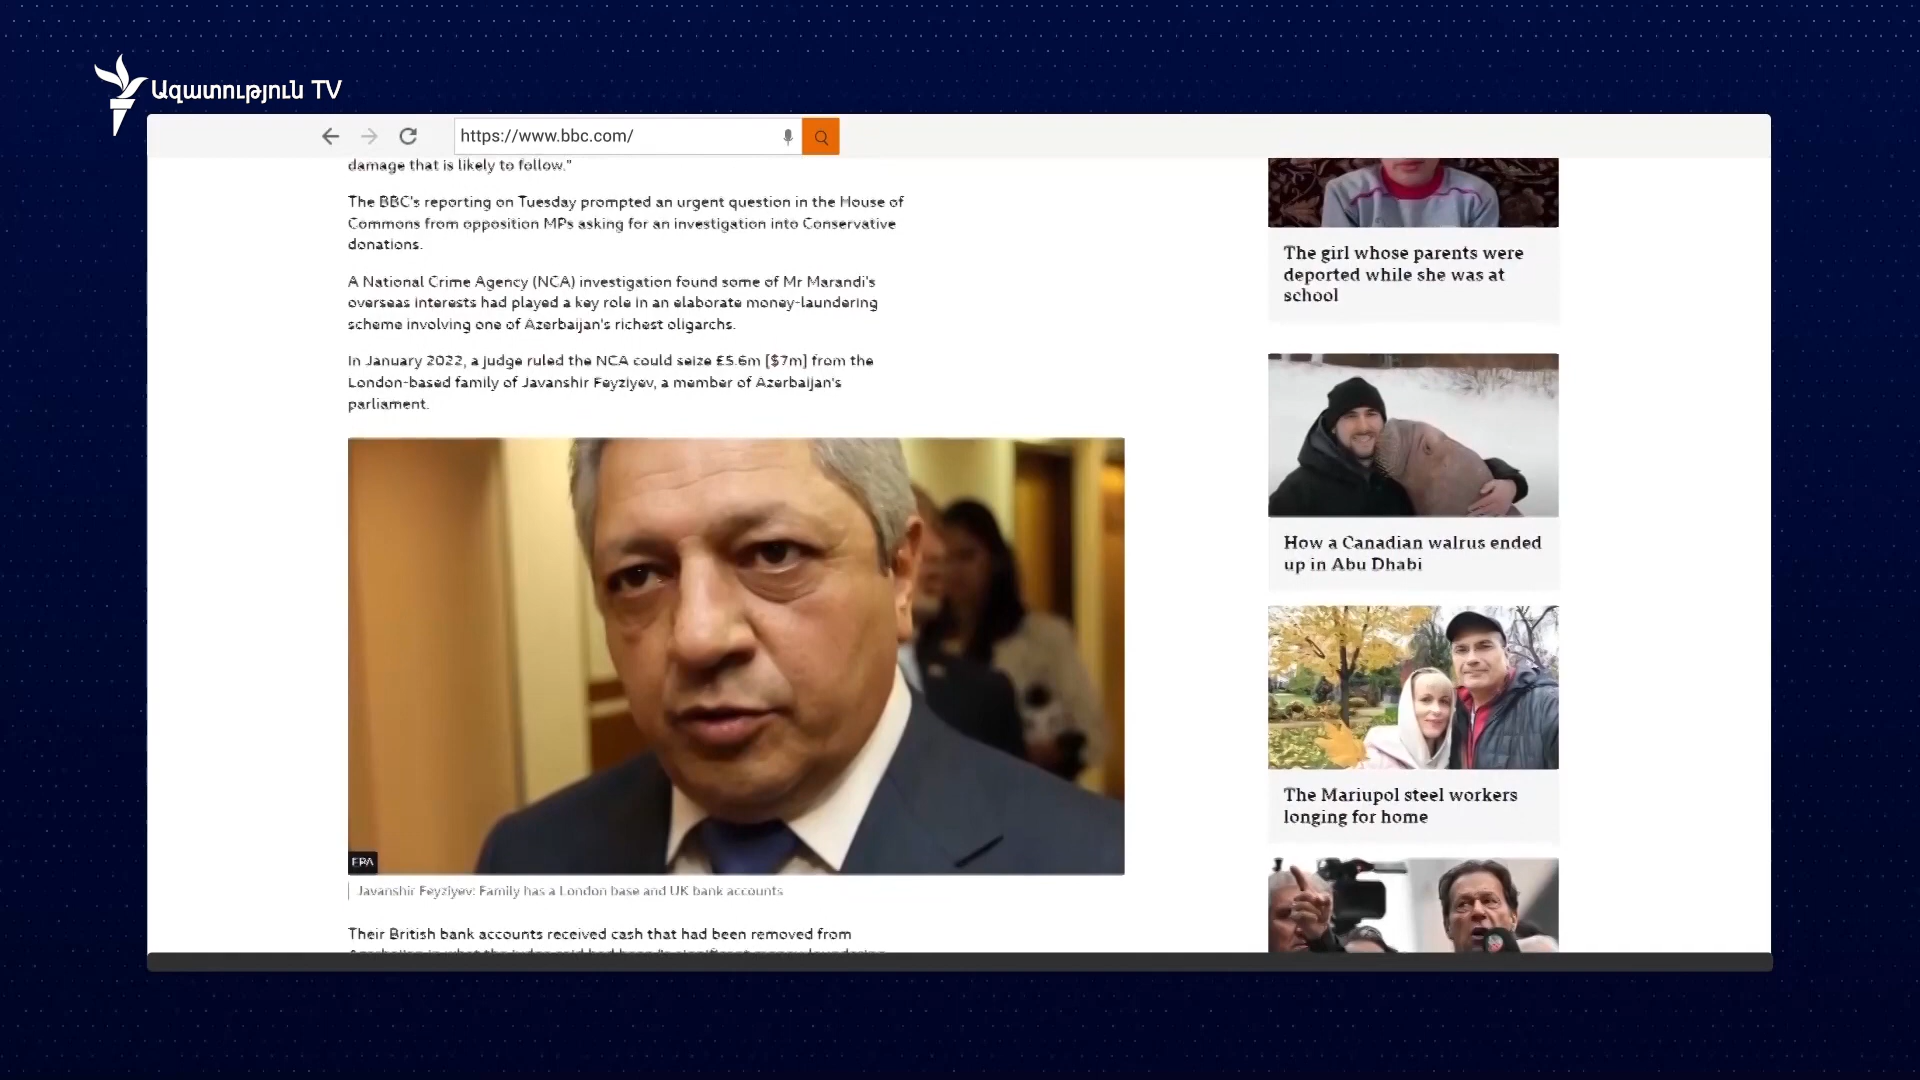 Ազատություն TV
https://www.bbc.com/
damage that is likely to follow."
The BBC's reporting on Tuesday prompted an urgent question in the House of
Commons from opposition MPs asking for an investigation into Conservative
donations.
A National Crime Agency (NCA) investigation found some of Mr Marandi's
overseas interests had played a key role in an elaborate money-laundering
scheme involving one of Azerbaijan's richest oligarchs.
In January 2022, a judge ruled the NCA could seize £5.6m [$7m] from the
London-based family of Javanshir Feyziyev, a member of Azerbaijan's
parliament.
EPA
Javanshir Feyziyev: Family has a London base and UK bank accounts
Their British bank accounts received cash that had been removed from
The girl whose parents were
deported while she was at
school
How a Canadian walrus ended
up in Abu Dhabi
The Mariupol steel workers
longing for home